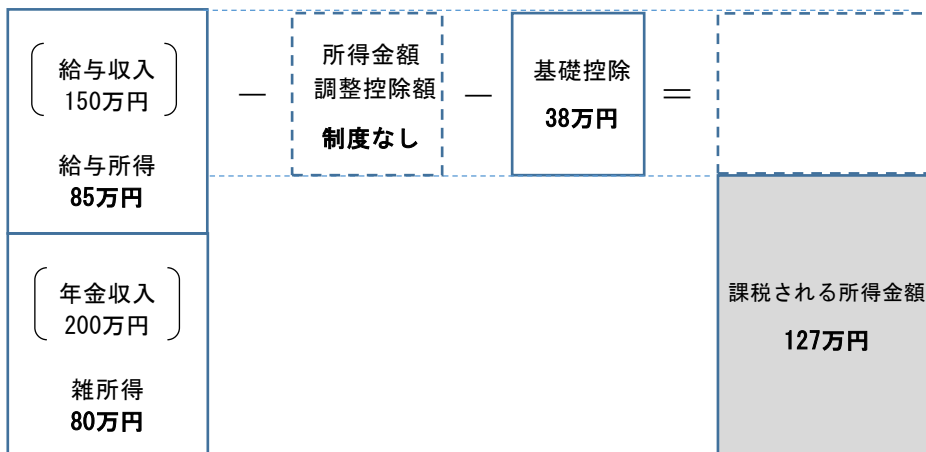 給与収入
150万円
給与所得
85万円
－
所得金額
調整控除額
制度なし
－
基礎控除
38万円
＝
年金収入
200万円
雑所得
80万円
課税される所得金額
127万円